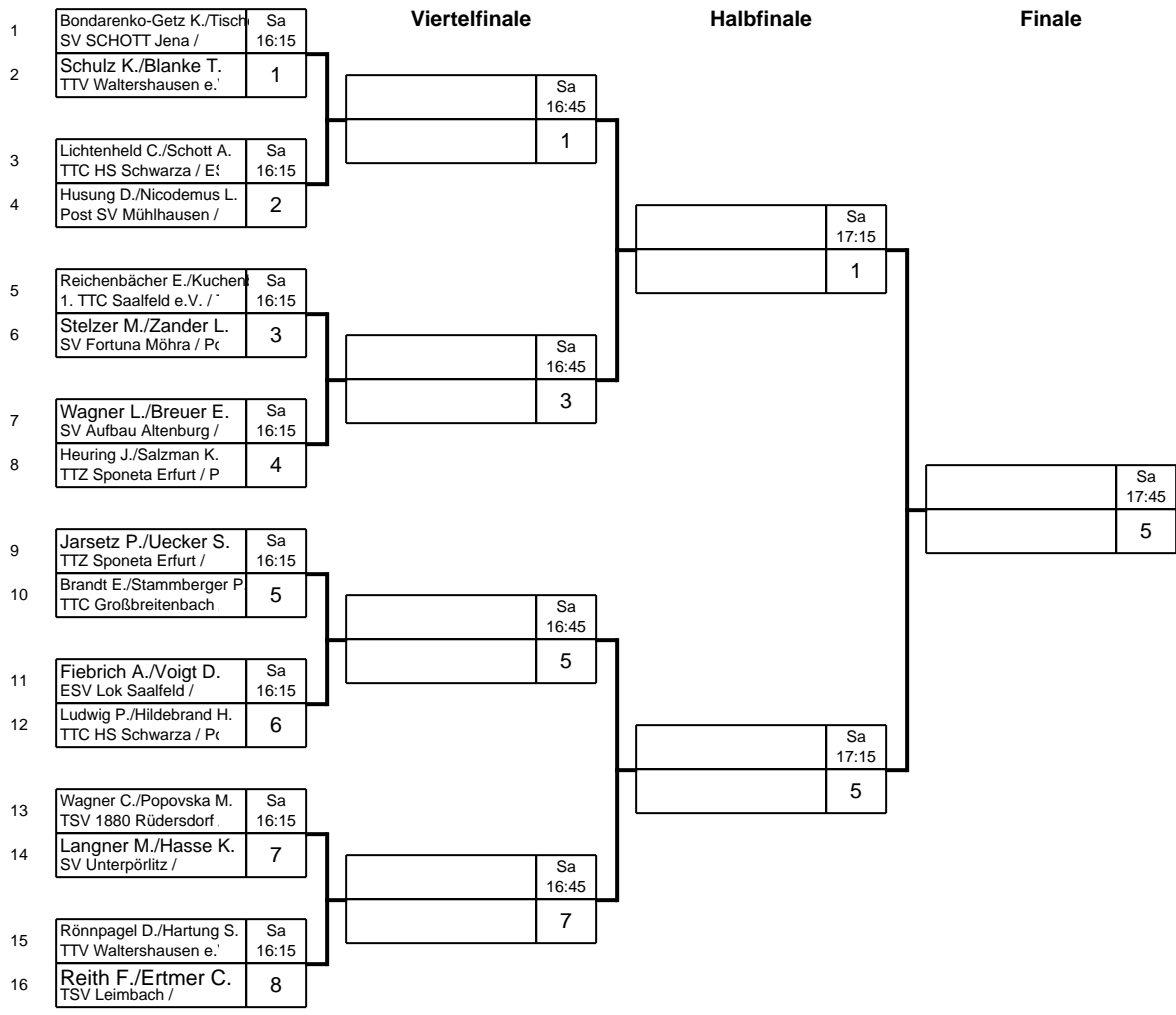 Viertelfinale
Halbfinale
Finale
1
Bondarenko-Getz K./Tisch
SV SCHOTT Jena /
Sa
16:15
2
Schulz K./Blanke T.
TTV Waltershausen e.
1
3
Lichtenheld C./Schott A.
TTC HS Schwarza / ES
Sa
16:15
4
Husung D./Nicodemus L.
Post SV Mühlhausen /
2
5
Reichenbächer E./Kuchen
1. TTC Saalfeld e.V. /
Sa
16:15
6
Stelzer M./Zander L.
SV Fortuna Möhra / Po
3
7
Wagner L./Breuer E.
SV Aufbau Altenburg /
Sa
16:15
8
Heuring J./Salzman K.
TTZ Sponeta Erfurt / P
4
9
Jarsetz P./Uecker S.
TTZ Sponeta Erfurt /
Sa
16:15
10
Brandt E./Stammberger P.
TTC Großbreitenbach
5
11
Fiebrich A./Voigt D.
ESV Lok Saalfeld /
Sa
16:15
12
Ludwig P./Hildebrand H.
TTC HS Schwarza / Po
6
13
Wagner C./Popovska M.
TSV 1880 Rüdersdorf
Sa
16:15
14
Langner M./Hasse K.
SV Unterpörlitz /
7
15
Rönnpagel D./Hartung S.
TTV Waltershausen e.
Sa
16:15
16
Reith F./Ertmer C.
TSV Leimbach /
8
Sa
16:45
1
Sa
16:45
3
Sa
16:45
5
Sa
16:45
7
Sa
17:15
1
Sa
17:15
5
Sa
17:45
5